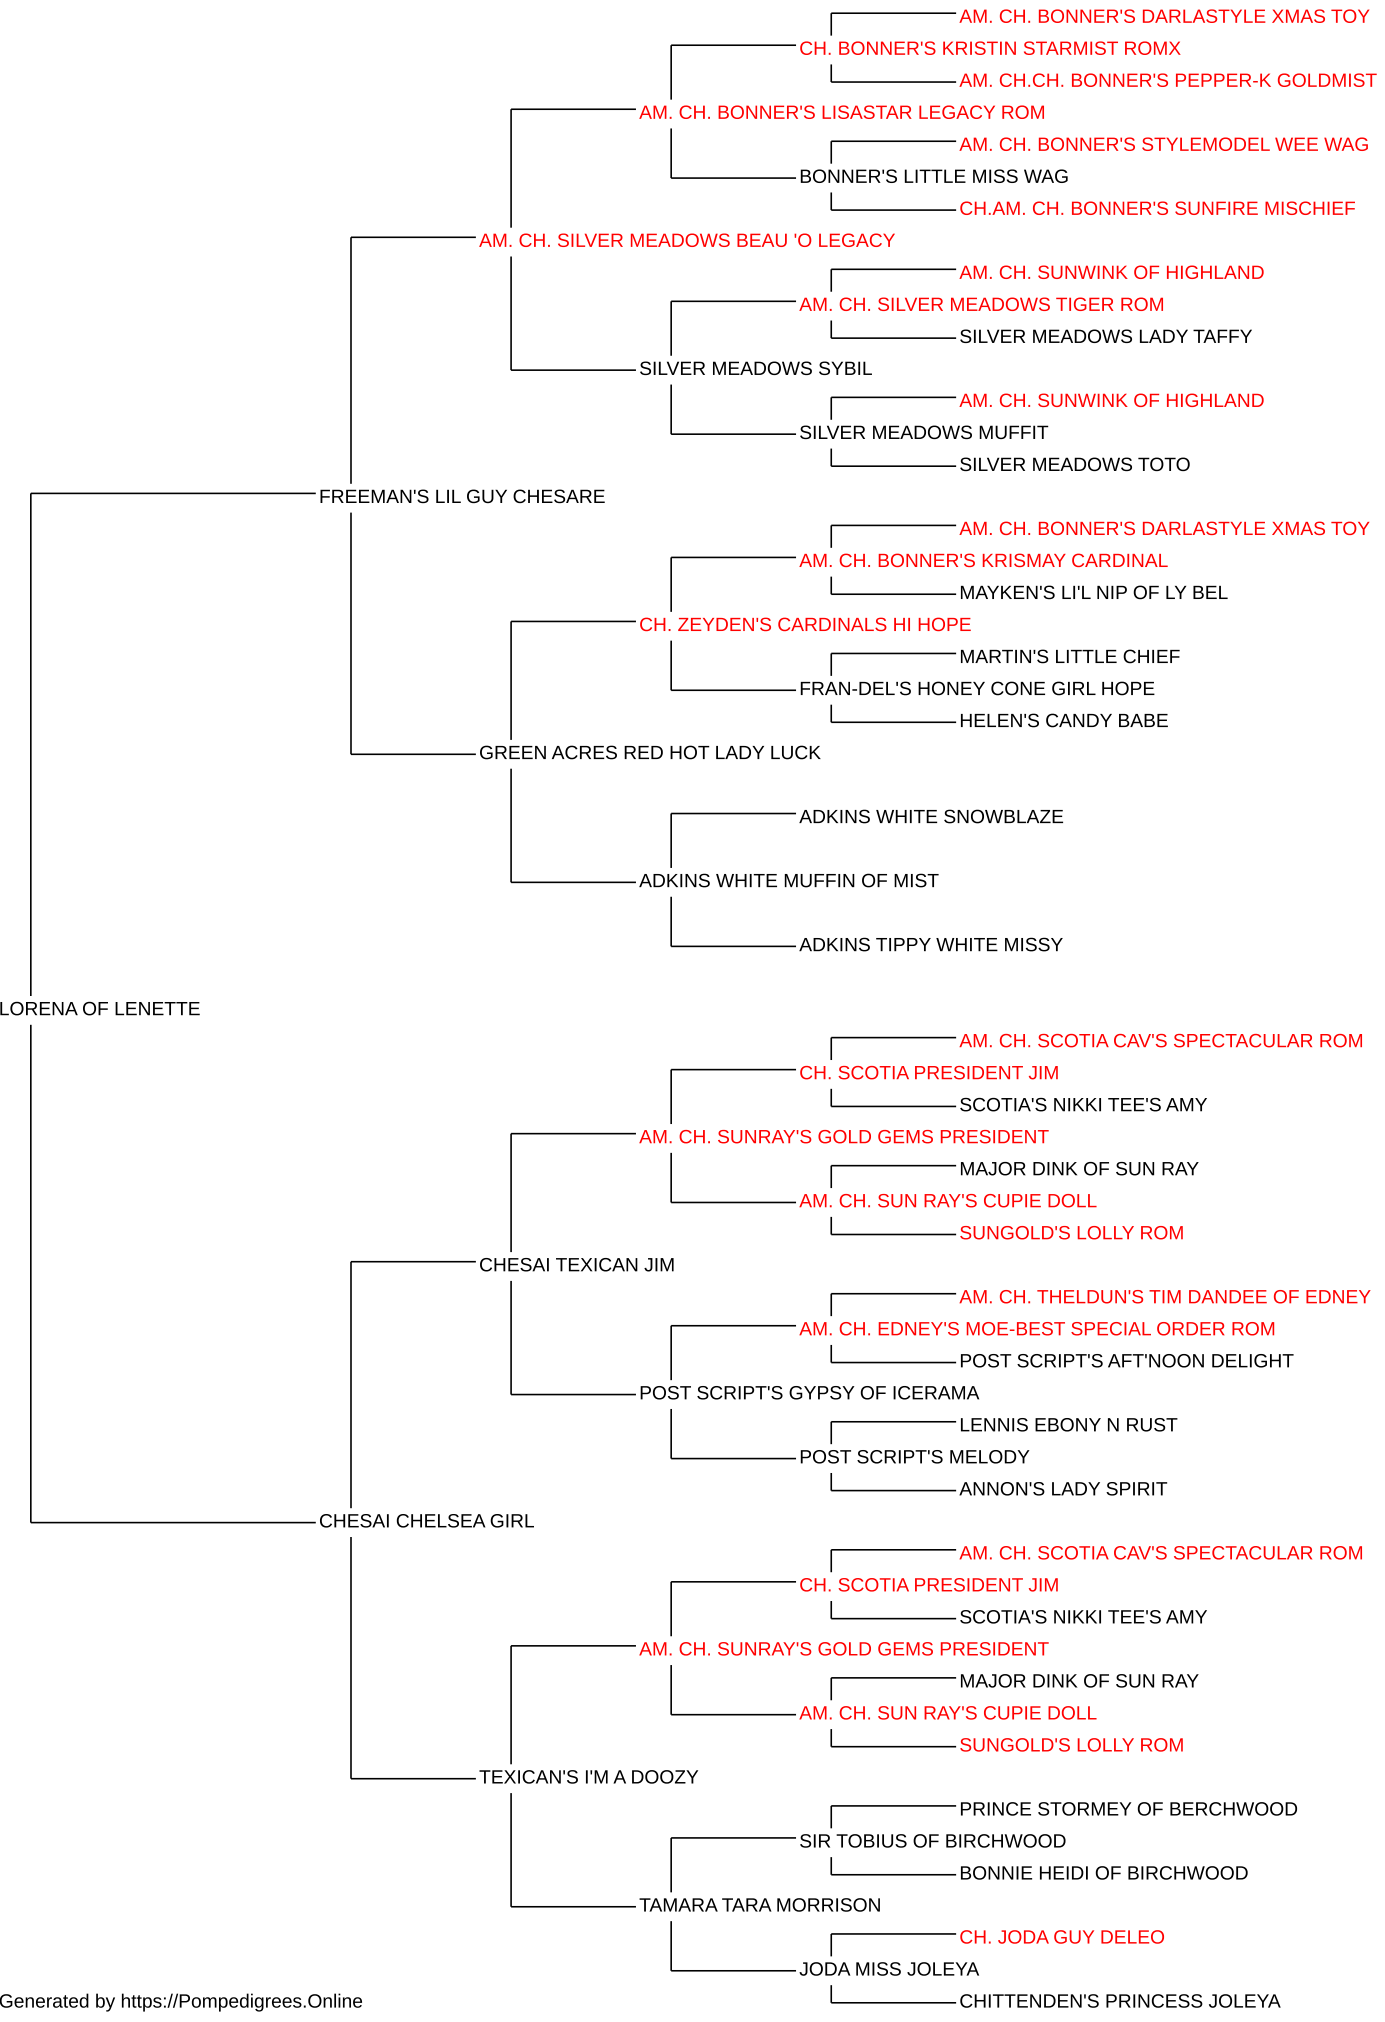 AM. CH. BONNER'S DARLASTYLE XMAS TOY
CH. BONNER'S KRISTIN STARMIST ROMX
AM. CH.CH. BONNER'S PEPPER-K GOLDMIST
AM. CH. BONNER'S LISASTAR LEGACY ROM
AM. CH. BONNER'S STYLEMODEL WEE WAG
BONNER'S LITTLE MISS WAG
CH.AM. CH. BONNER'S SUNFIRE MISCHIEF
AM. CH. SILVER MEADOWS BEAU 'O LEGACY
AM. CH. SUNWINK OF HIGHLAND
AM. CH. SILVER MEADOWS TIGER ROM
SILVER MEADOWS LADY TAFFY
SILVER MEADOWS SYBIL
AM. CH. SUNWINK OF HIGHLAND
SILVER MEADOWS MUFFIT
SILVER MEADOWS TOTO
FREEMAN'S LIL GUY CHESARE
AM. CH. BONNER'S DARLASTYLE XMAS TOY
AM. CH. BONNER'S KRISMAY CARDINAL
MAYKEN'S LI'L NIP OF LY BEL
CH. ZEYDEN'S CARDINALS HI HOPE
MARTIN'S LITTLE CHIEF
FRAN-DEL'S HONEY CONE GIRL HOPE
HELEN'S CANDY BABE
GREEN ACRES RED HOT LADY LUCK
ADKINS WHITE SNOWBLAZE
ADKINS WHITE MUFFIN OF MIST
ADKINS TIPPY WHITE MISSY
LORENA OF LENETTE
AM. CH. SCOTIA CAV'S SPECTACULAR ROM
CH. SCOTIA PRESIDENT JIM
SCOTIA'S NIKKI TEE'S AMY
AM. CH. SUNRAY'S GOLD GEMS PRESIDENT
MAJOR DINK OF SUN RAY
AM. CH. SUN RAY'S CUPIE DOLL
SUNGOLD'S LOLLY ROM
CHESAI TEXICAN JIM
AM. CH. THELDUN'S TIM DANDEE OF EDNEY
AM. CH. EDNEY'S MOE-BEST SPECIAL ORDER ROM
POST SCRIPT'S AFT'NOON DELIGHT
POST SCRIPT'S GYPSY OF ICERAMA
LENNIS EBONY N RUST
POST SCRIPT'S MELODY
ANNON'S LADY SPIRIT
CHESAI CHELSEA GIRL
AM. CH. SCOTIA CAV'S SPECTACULAR ROM
CH. SCOTIA PRESIDENT JIM
SCOTIA'S NIKKI TEE'S AMY
AM. CH. SUNRAY'S GOLD GEMS PRESIDENT
MAJOR DINK OF SUN RAY
AM. CH. SUN RAY'S CUPIE DOLL
SUNGOLD'S LOLLY ROM
TEXICAN'S I'M A DOOZY
PRINCE STORMEY OF BERCHWOOD
SIR TOBIUS OF BIRCHWOOD
BONNIE HEIDI OF BIRCHWOOD
TAMARA TARA MORRISON
CH. JODA GUY DELEO
JODA MISS JOLEYA
CHITTENDEN'S PRINCESS JOLEYA
Generated by https://Pompedigrees.Online